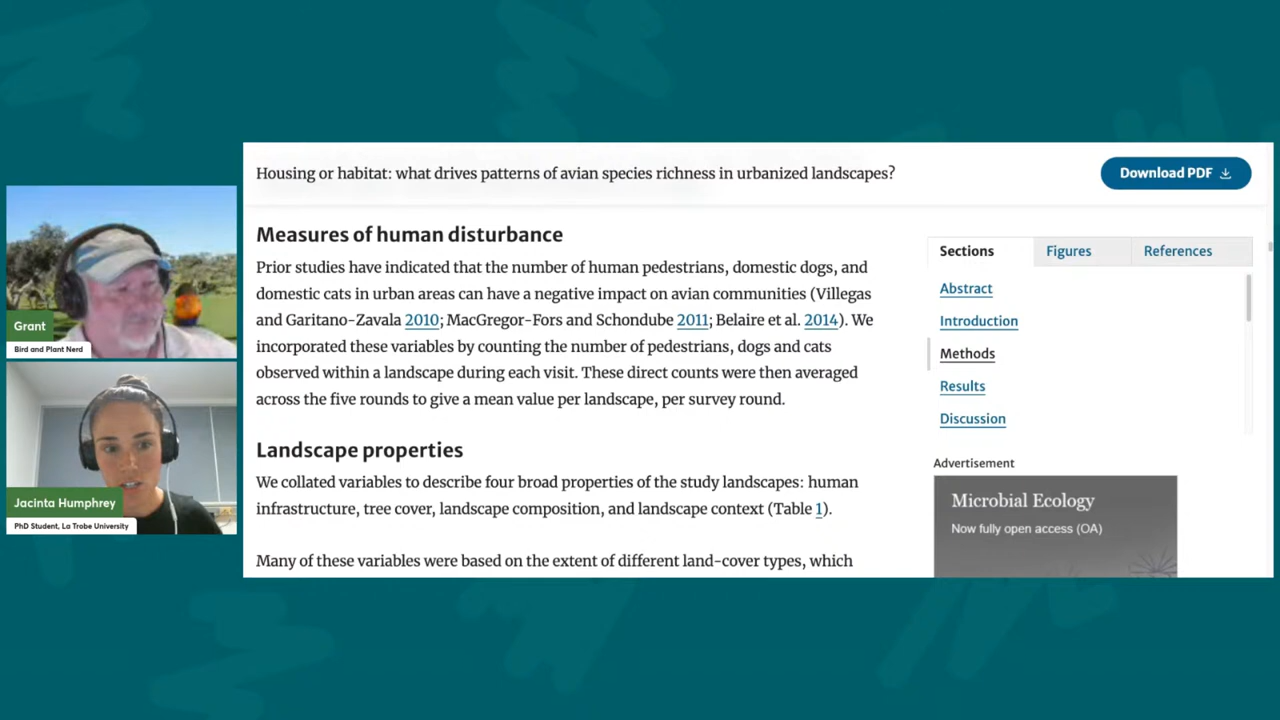 Housing or habitat: what drives patterns of avian species richness in urbanized landscapes?
Download PDF
Measures of human disturbance
Prior studies have indicated that the number of human pedestrians, domestic dogs, and
domestic cats in urban areas can have a negative impact on avian communities (Villegas
and Garitano-Zavala 2010; MacGregor-Fors and Schondube 2011; Belaire et al. 2014). We
incorporated these variables by counting the number of pedestrians, dogs and cats
observed within a landscape during each visit. These direct counts were then averaged
across the five rounds to give a mean value per landscape, per survey round.
Landscape properties
We collated variables to describe four broad properties of the study landscapes: human
infrastructure, tree cover, landscape composition, and landscape context (Table 1).
Many of these variables were based on the extent of different land-cover types, which
Sections
Figures
References
Abstract
Introduction
Methods
Results
Discussion
Advertisement
Microbial Ecology
Now fully open access (OA)
Grant
Bird and Plant Nerd
Jacinta Humphrey
PhD Student, La Trobe University